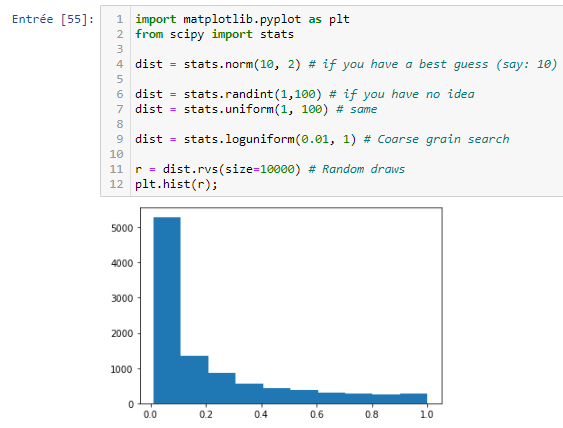 Entrée [55]:
1 import matplotlib.pyplot as plt
2 from scipy import stats
3
4 dist = stats.norm(10, 2) # if you have a best guess (say: 10)
5
6 dist = stats.randint(1,100) # if you have no idea
7 dist = stats.uniform(1, 100) # same
8
9 dist = stats.loguniform(0.01, 1) # Coarse grain search
10
11 r = dist.rvs(size=10000) # Random draws
12 plt.hist(r);
5000
4000
3000
2000
1000
0
0.0 0.2 0.4 0.6 0.8 1.0